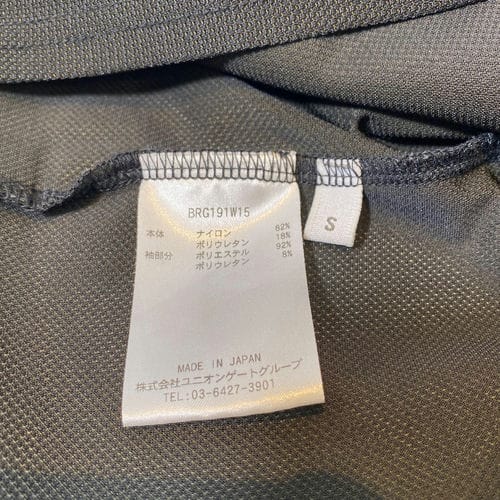 BRG191W15
本体 ナイロン 82%
ポリウレタン 18%
袖部分 ポリエステル 92%
ポリウレタン 8%
MADE IN JAPAN
株式会社ユニオンゲートグループ
TEL:03-6427-3901
S